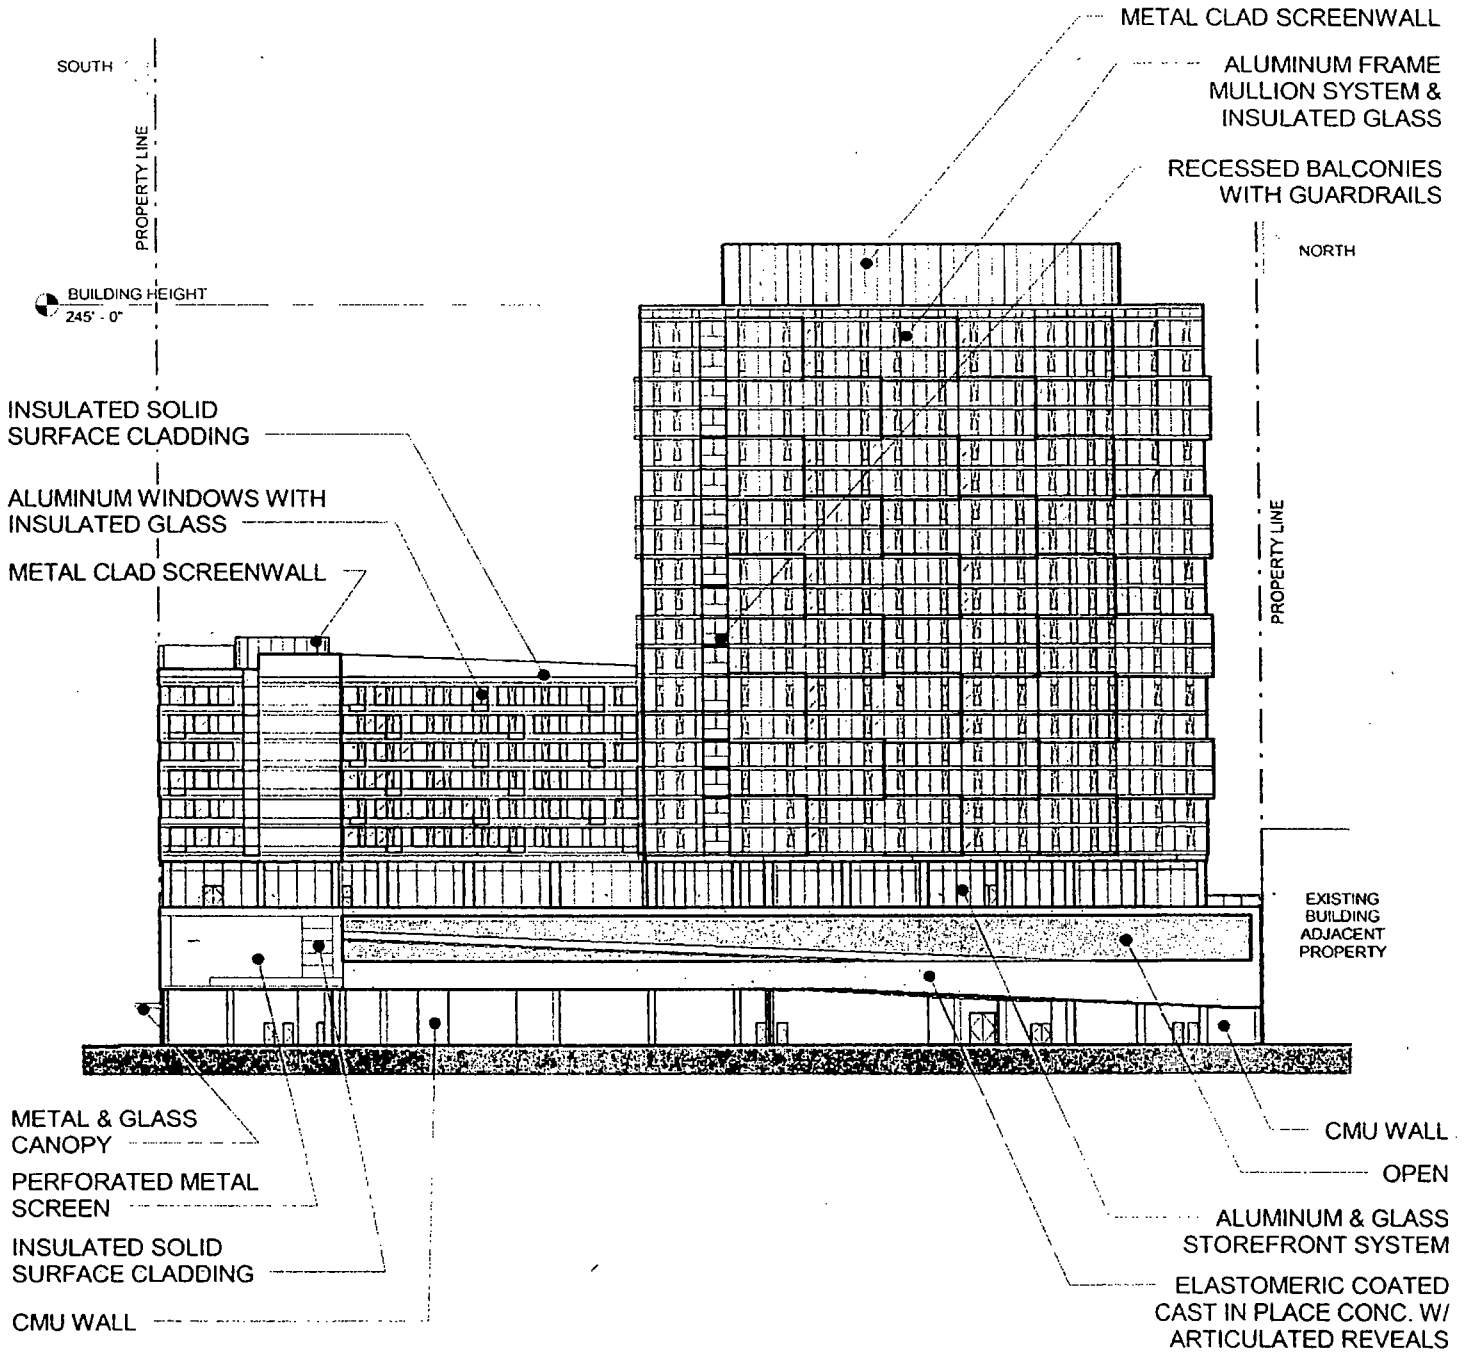 METAL CLAD SCREENWALL
SOUTH
ALUMINUM FRAME
MULLION SYSTEM &
INSULATED GLASS
PROPERTY LINE
RECESSED BALCONIES
WITH GUARDRAILS
NORTH
BUILDING HEIGHT
245' - 0"
INSULATED SOLID
SURFACE CLADDING
ALUMINUM WINDOWS WITH
INSULATED GLASS
PROPERTY LINE
METAL CLAD SCREENWALL
EXISTING
BUILDING
ADJACENT
PROPERTY
METAL & GLASS
CANOPY
PERFORATED METAL
SCREEN
INSULATED SOLID
SURFACE CLADDING
CMU WALL
CMU WALL
OPEN
ALUMINUM & GLASS
STOREFRONT SYSTEM
ELASTOMERIC COATED
CAST IN PLACE CONC. W/
ARTICULATED REVEALS